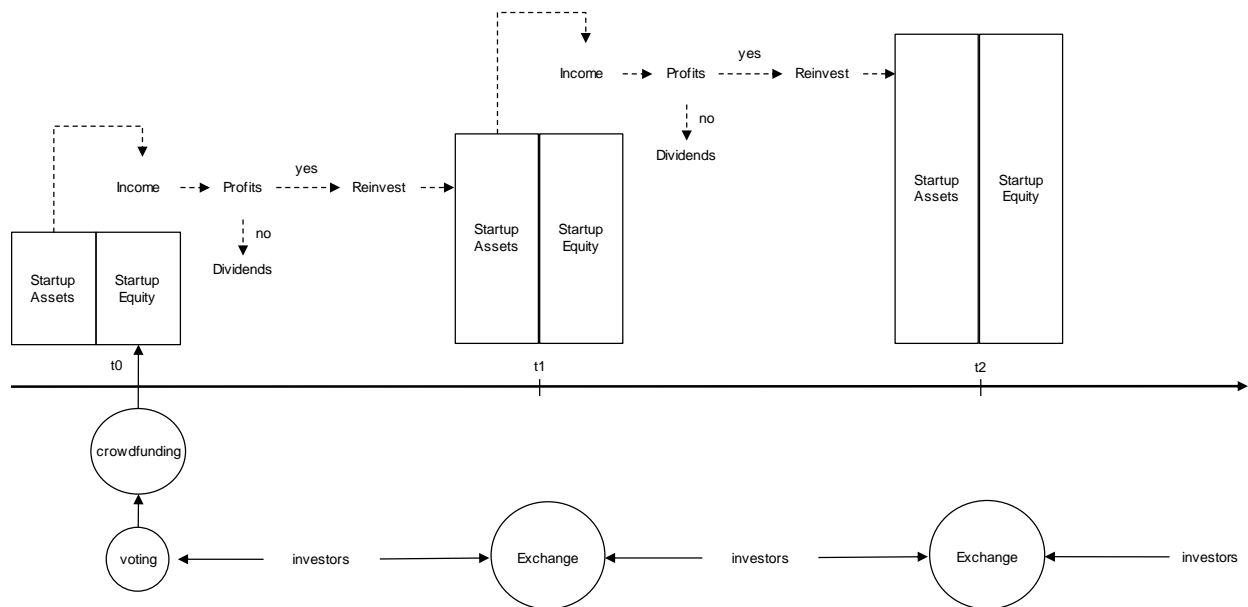 yes
Income
Profits
Reinvest
no
Dividends
Startup
Assets
Startup
Equity
yes
Income
Profits
Reinvest
no
Dividends
Startup
Assets
Startup
Equity
Startup
Assets
Startup
Equity
t0
t1
t2
crowdfunding
voting
investors
Exchange
investors
Exchange
investors